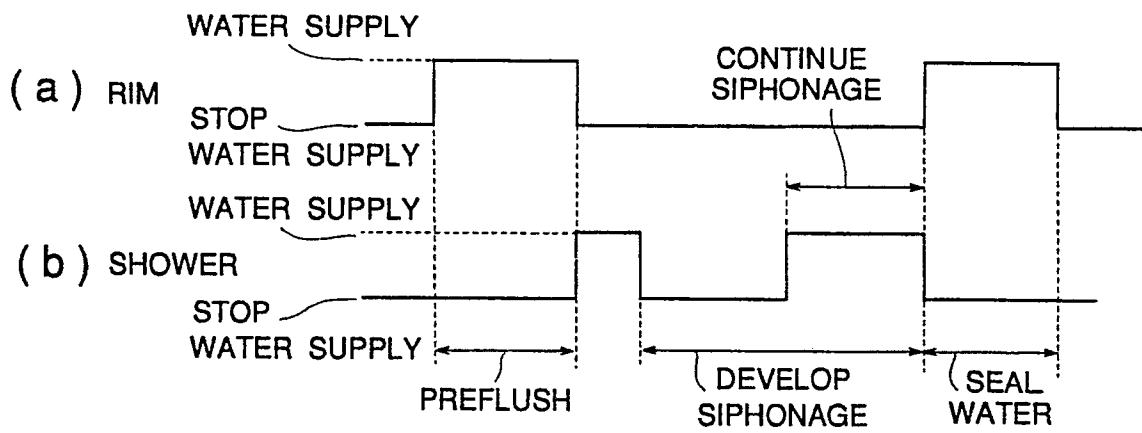 WATER SUPPLY
(a) RIM
STOP
WATER SUPPLY
CONTINUE
SIPHONAGE
WATER SUPPLY
(b) SHOWER
STOP
WATER SUPPLY
PREFLUSH
DEVELOP
SIPHONAGE
SEAL
WATER